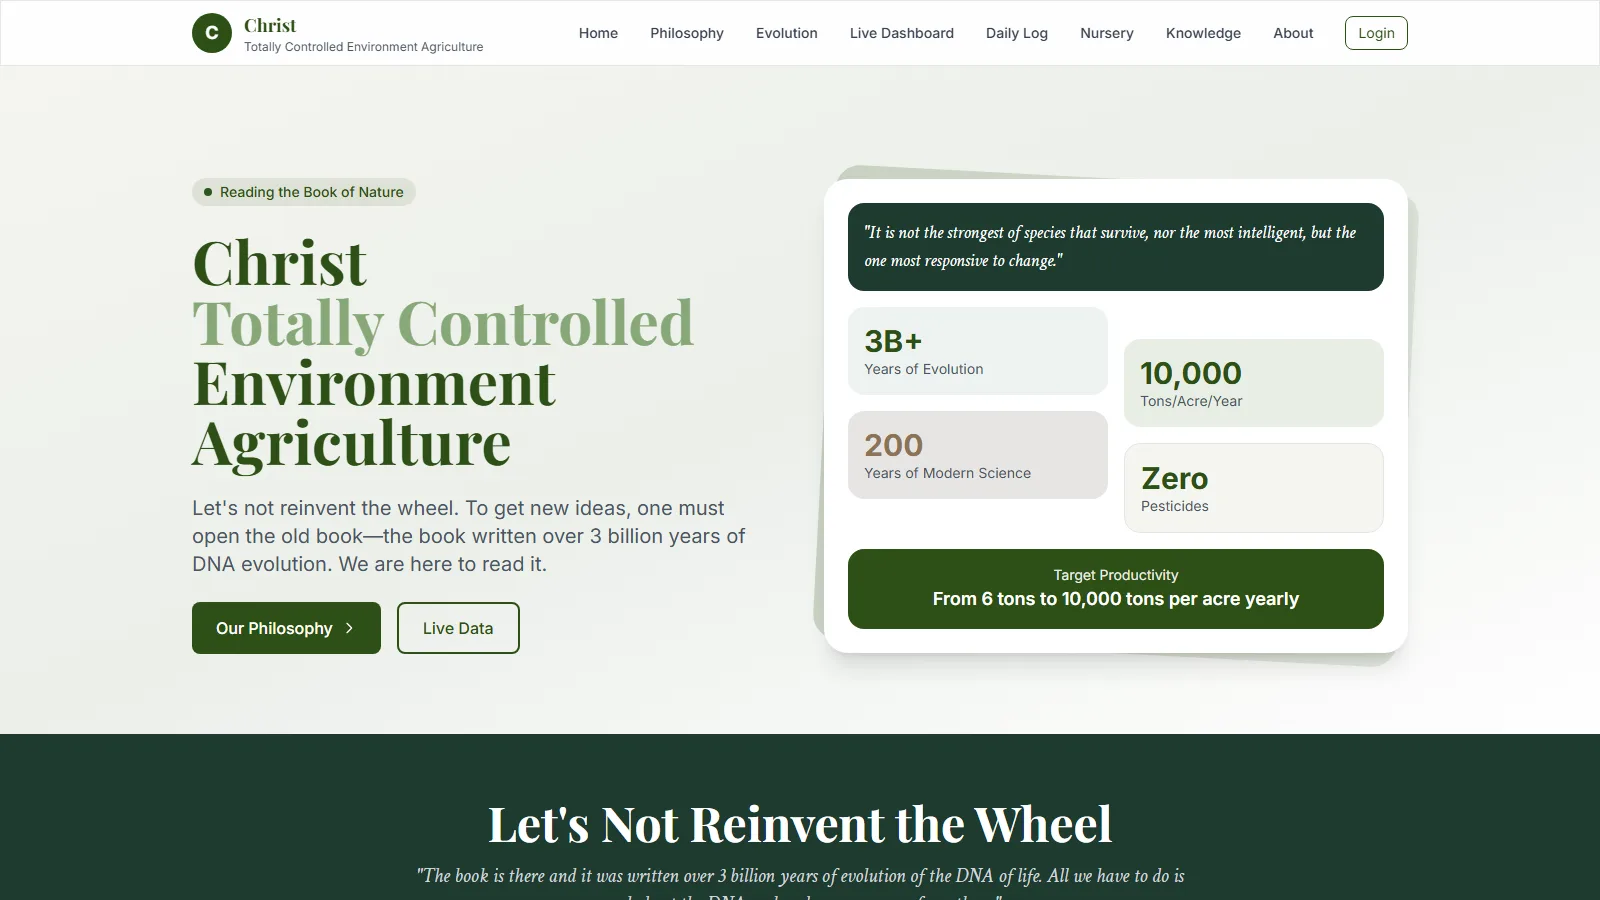 C
Christ
Totally Controlled Environment Agriculture
Home
Philosophy
Evolution
Live Dashboard
Daily Log
Nursery
Knowledge
About
Login
Reading the Book of Nature
Christ
Totally Controlled
Environment
Agriculture
Let's not reinvent the wheel. To get new ideas, one must
open the old book—the book written over 3 billion years of
DNA evolution. We are here to read it.
Our Philosophy
Live Data
"It is not the strongest of species that survive, nor the most intelligent, but the
one most responsive to change."
3B+
Years of Evolution
10,000
Tons/Acre/Year
200
Years of Modern Science
Zero
Pesticides
Target Productivity
From 6 tons to 10,000 tons per acre yearly
Let's Not Reinvent the Wheel
"The book is there and it was written over 3 billion years of evolution of the DNA of life. All we have to do is